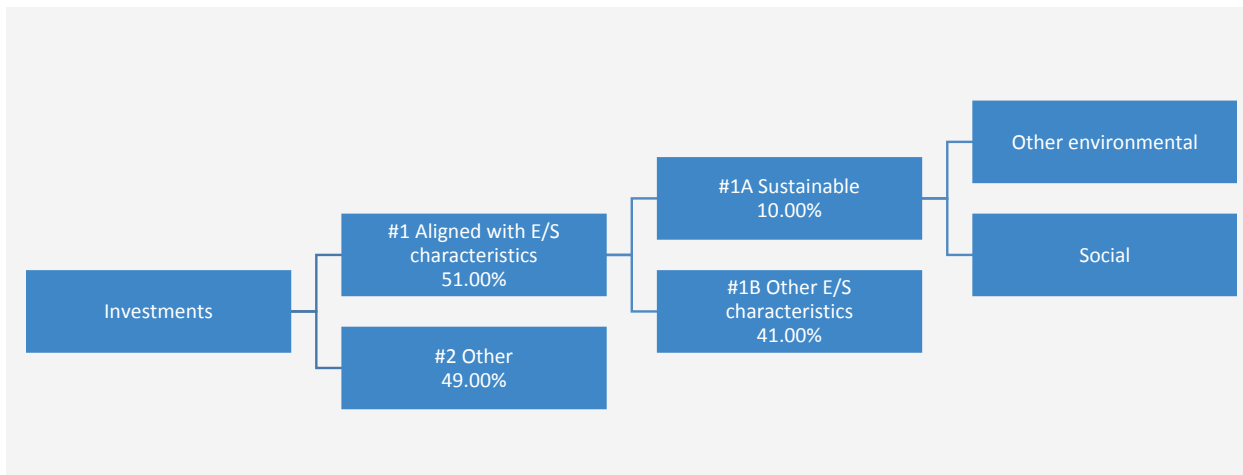 Investments
#1 Aligned with E/S
characteristics
51.00%
#2 Other
49.00%
#1A Sustainable
10.00%
#1B Other E/S
characteristics
41.00%
Other environmental
Social